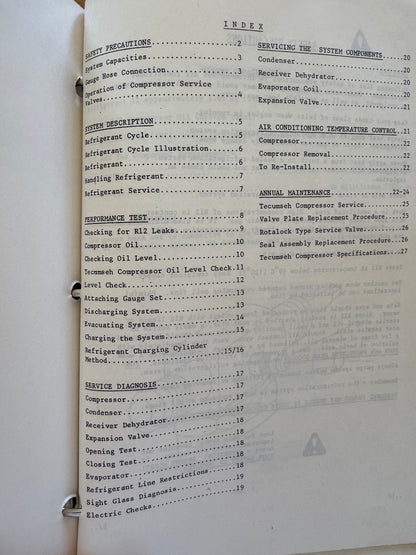 I N D E X
SAFETY PRECAUTIONS..................2
System Capacities...................3
Gauge Hose Connection...............3
Operation of Compressor Service
Valves..............................4
SYSTEM DESCRIPTION..................5
Refrigerant Cycle...................5
Refrigerant Cycle Illustration......6
Refrigerant.........................6
Handling Refrigerant................7
Refrigerant Service.................7
PERFORMANCE TEST....................8
Checking for R12 Leaks..............9
Compressor Oil.....................10
Checking Oil Level.................10
Tecumseh Compressor Oil Level Check.11
Level Check........................12
Attaching Gauge Set................13
Discharging System.................14
Evacuating System..................14
Charging the System................15
Refrigerant Charging Cylinder
Method..........................15/16
SERVICE DIAGNOSIS..................17
Compressor.........................17
Condenser..........................17
Receiver Dehydrator................17
Expansion Valve....................18
Opening Test.......................18
Closing Test.......................18
Evaporator.........................18
Refrigerant Line Restrictions......19
Sight Glass Diagnosis..............19
Electric Checks....................19
SERVICING THE SYSTEM COMPONENTS....20
Condenser..........................20
Receiver Dehydrator................20
Evaporator Coil....................20
Expansion Valve....................21
AIR CONDITIONING TEMPERATURE CONTROL.21
Compressor.........................22
Compressor Removal.................22
To Re-Install......................22
ANNUAL MAINTENANCE..............22-24
Tecumseh Compressor Service........25
Valve Plate Replacement Procedure..25
Rotalock Type Service Valve........26
Seal Assembly Replacement Procedure.26
Tecumseh Compressor Specifications.27